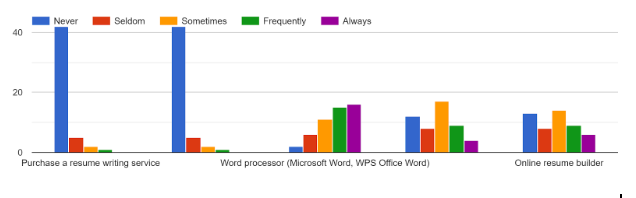 Never Seldom Sometimes Frequently Always
40
20
0
Purchase a resume writing service Word processor (Microsoft Word, WPS Office Word) Online resume builder